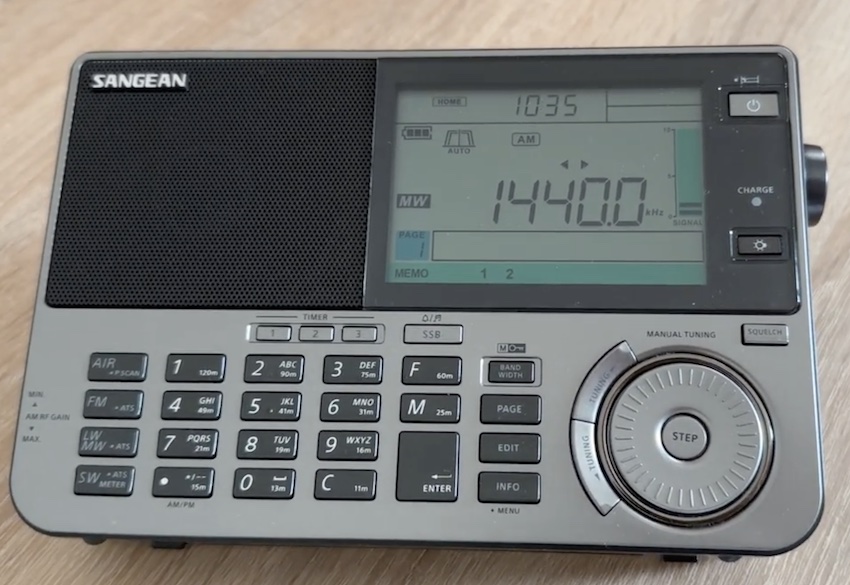 SANGEAN
HOME 1035
AUTO AM
MW 1440.0 kHz
10
5
0
SIGNAL
PAGE 1
MEMO 1 2
CHARGE
TIMER
1 2 3
SSB
MANUAL TUNING
SQUELCH
MIN.
AM RF GAIN
MAX.
AIR P.SCAN
1 120m
2 ABC 90m
3 DEF 75m
F 60m
M
BAND WIDTH
FM ATS
4 GHI 49m
5 JKL 41m
6 MNO 31m
M 25m
PAGE
LW MW ATS
7 PQRS 21m
8 TUV 19m
9 WXYZ 16m
ENTER
EDIT
SW ATS METER
• */-- 15m
0 13m
C 11m
INFO
AM/PM
• MENU
TUNING
TUNING
STEP